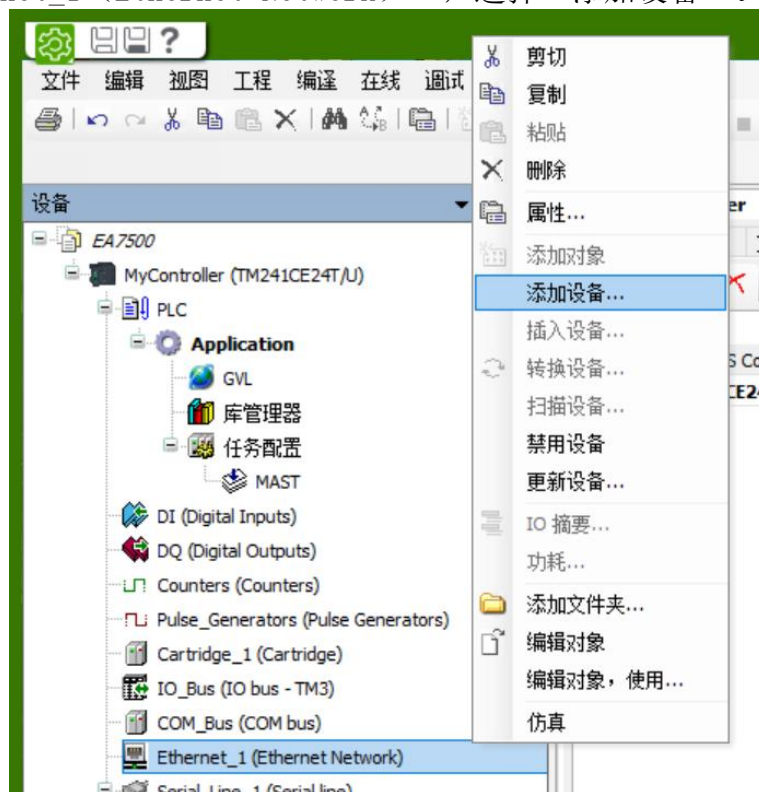 文件 编辑 视图 工程 编译 在线 调试
设备
EA7500
MyController (TM241CE24T/U)
PLC
Application
GVL
库管理器
任务配置
MAST
DI (Digital Inputs)
DQ (Digital Outputs)
Counters (Counters)
Pulse_Generators (Pulse Generators)
Cartridge_1 (Cartridge)
IO_Bus (IO bus - TM3)
COM_Bus (COM bus)
Ethernet_1 (Ethernet Network)
剪切
复制
粘贴
删除
属性...
添加对象
添加设备...
插入设备...
转换设备...
扫描设备...
禁用设备
更新设备...
IO 摘要...
功耗...
添加文件夹...
编辑对象
编辑对象，使用...
仿真
er
S Co
CE24